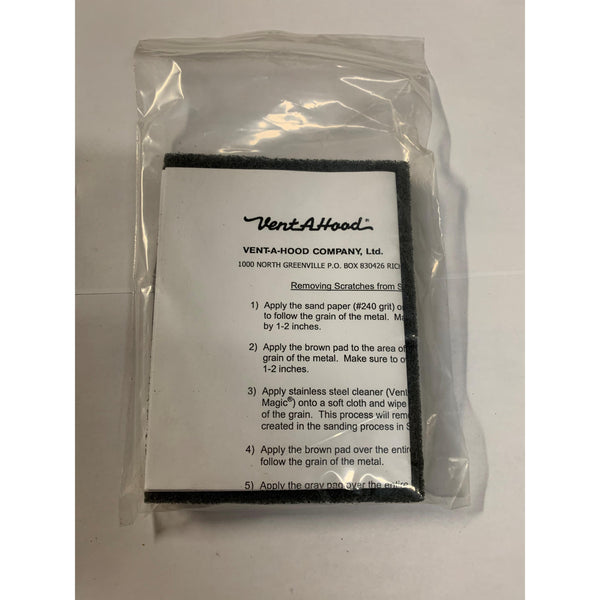 VentAHood®
VENT-A-HOOD COMPANY, Ltd.
1000 NORTH GREENVILLE P.O. BOX 830426 RICH
Removing Scratches from S
1) Apply the sand paper (#240 grit) o
to follow the grain of the metal. Ma
by 1-2 inches.
2) Apply the brown pad to the area of
grain of the metal. Make sure to o
1-2 inches.
3) Apply stainless steel cleaner (Vent
Magic®) onto a soft cloth and wipe
of the grain. This process will rem
created in the sanding process in S
4) Apply the brown pad over the entire
follow the grain of the metal.
5) Apply the gray pad over the entire